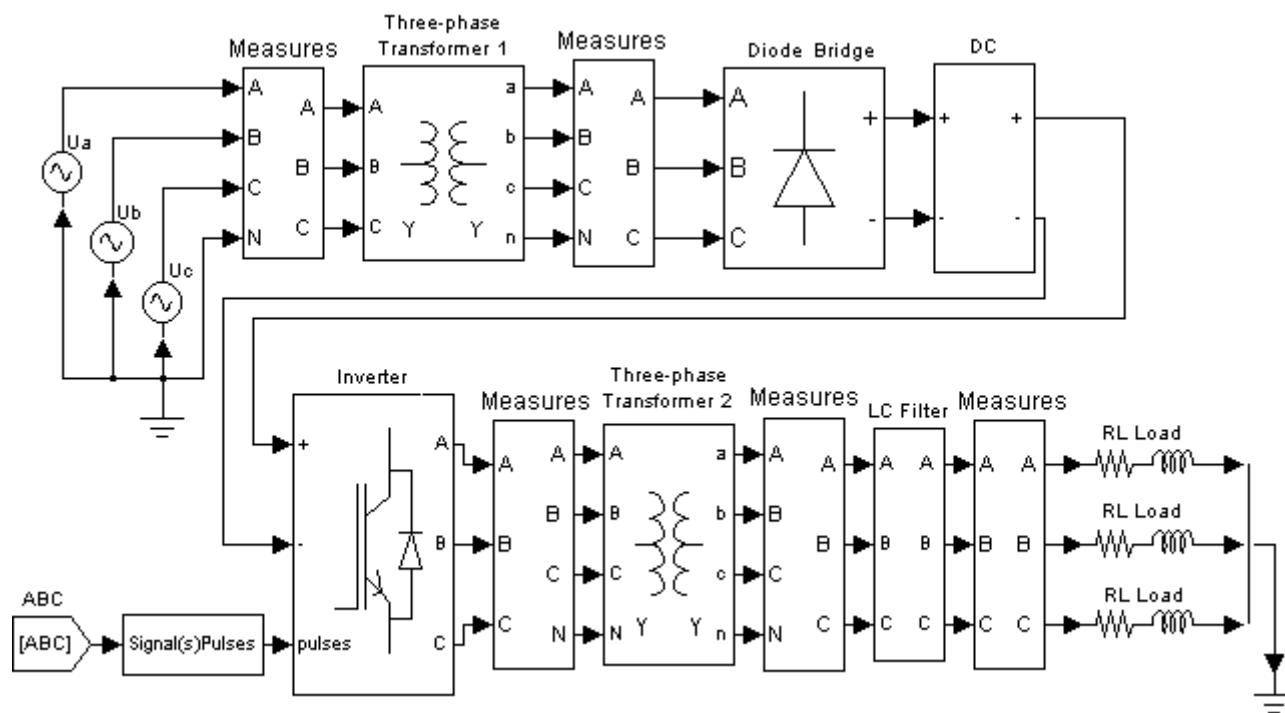 Three-phase
Transformer 1
Measures
Measures
Diode Bridge
DC
A
B
C
N
A
B
C
A
B
C
Y
Y
a
b
c
n
A
B
C
N
A
B
C
A
B
C
+
-
+
-
+
-
Ua
Ub
Uc
Inverter
Measures
Three-phase
Transformer 2
Measures
LC Filter
Measures
+
-
pulses
A
B
C
A
B
C
A
B
C
N
A
B
C
N
Y
Y
a
b
c
n
A
B
C
N
A
B
C
A
B
C
A
B
C
A
B
C
A
B
C
RL Load
RL Load
RL Load
ABC
[ABC]
Signal(s)Pulses